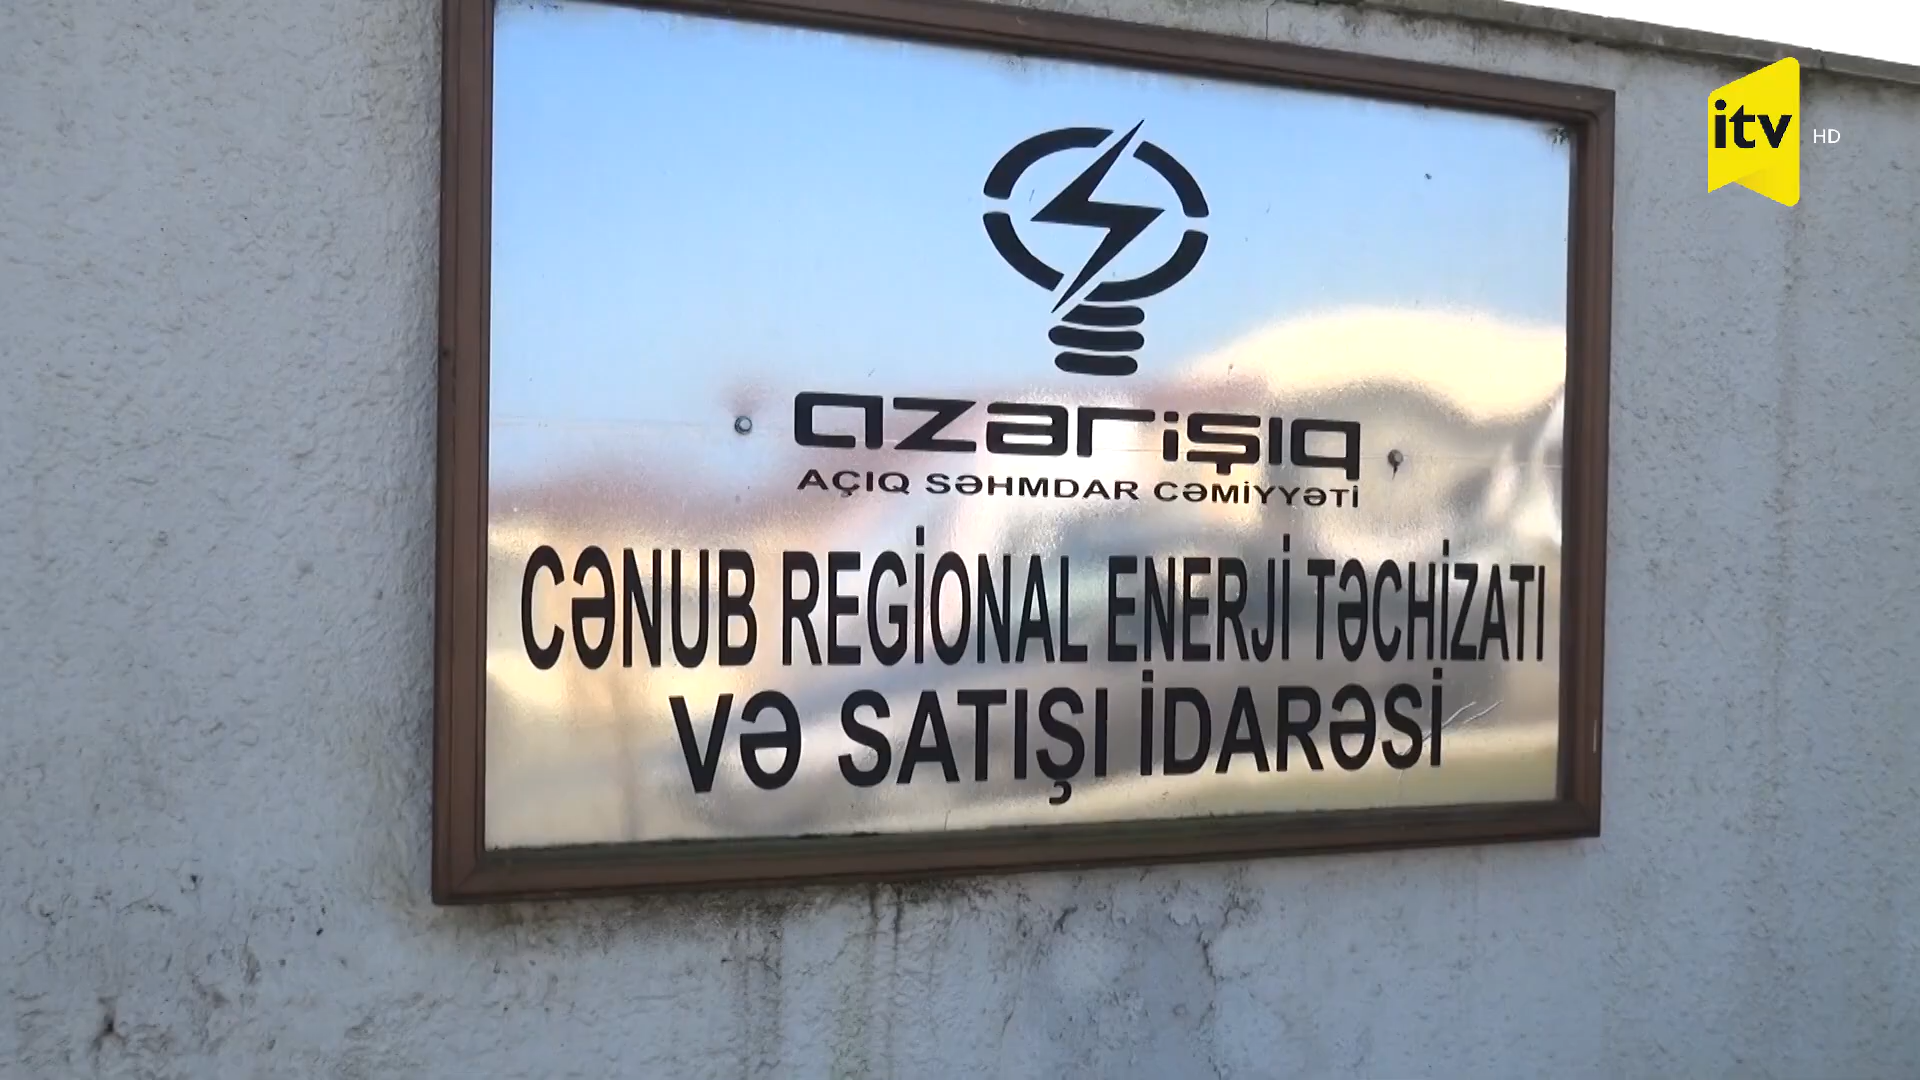 itv HD
azərişıq
AÇIQ SƏHMDAR CƏMİYYƏTİ
CƏNUB REGİONAL ENERJİ TƏCHİZATI
VƏ SATIŞI İDARƏSİ